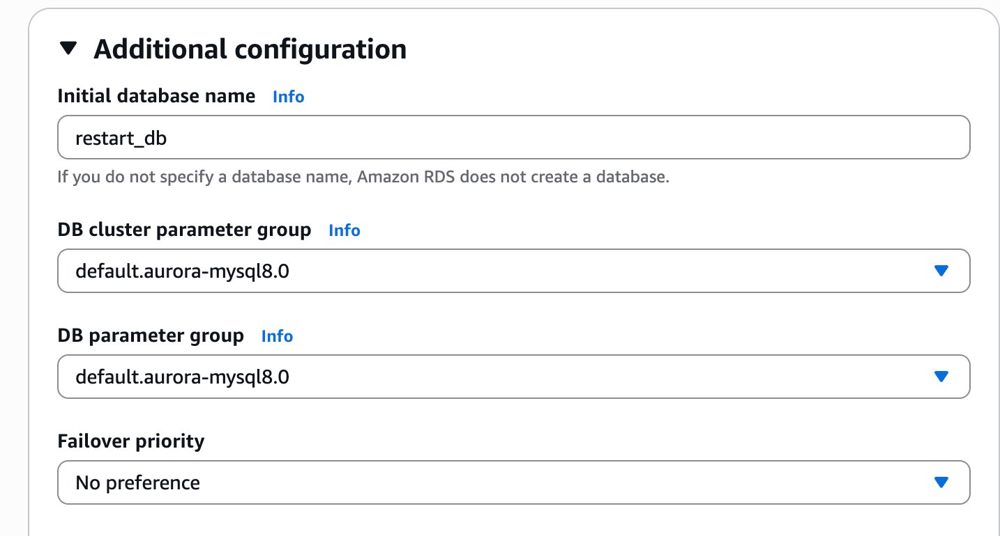 Additional configuration
Initial database name Info
restart_db
If you do not specify a database name, Amazon RDS does not create a database.
DB cluster parameter group Info
default.aurora-mysql8.0
DB parameter group Info
default.aurora-mysql8.0
Failover priority
No preference